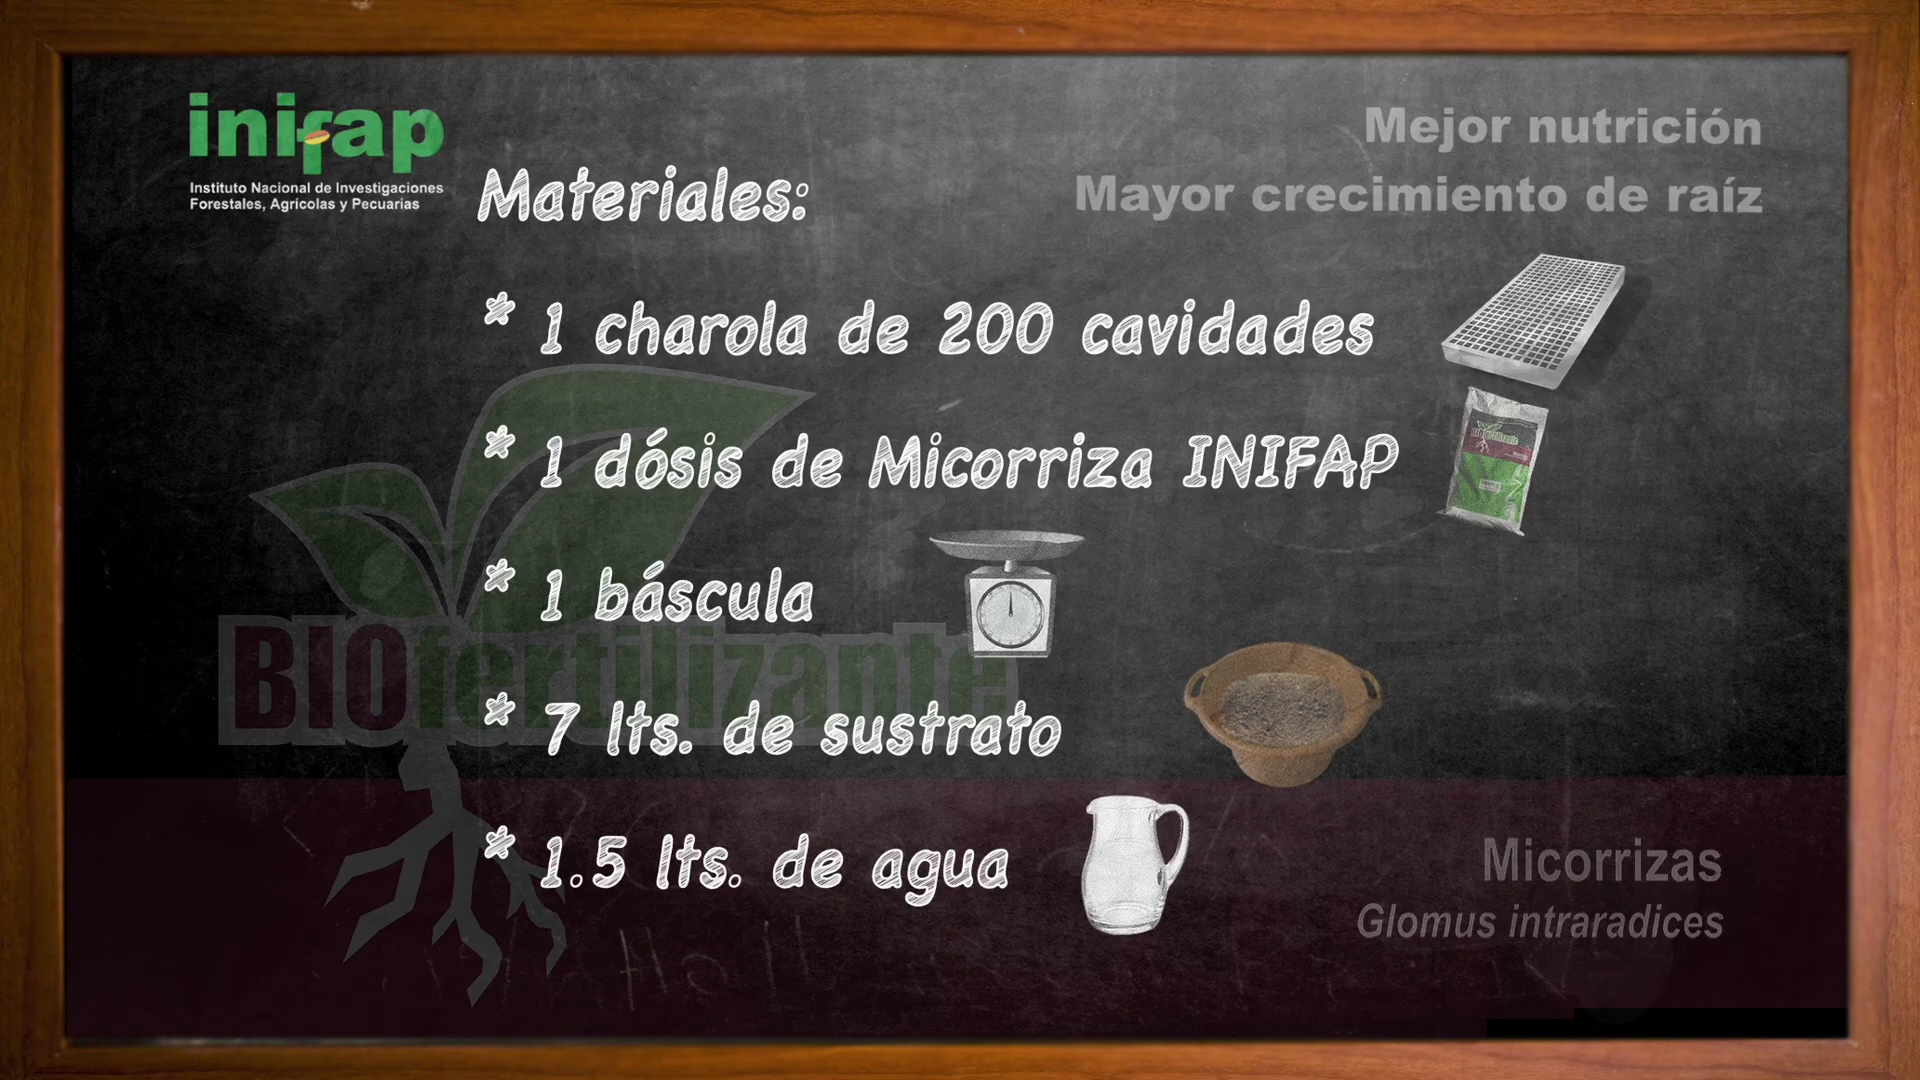 inifap
Instituto Nacional de Investigaciones
Forestales, Agrícolas y Pecuarias
Mejor nutrición
Mayor crecimiento de raíz
Materiales:
* 1 charola de 200 cavidades
* 1 dósis de Micorriza INIFAP
* 1 báscula
BIOfertilizante
* 7 lts. de sustrato
* 1.5 lts. de agua
Micorrizas
Glomus intraradices